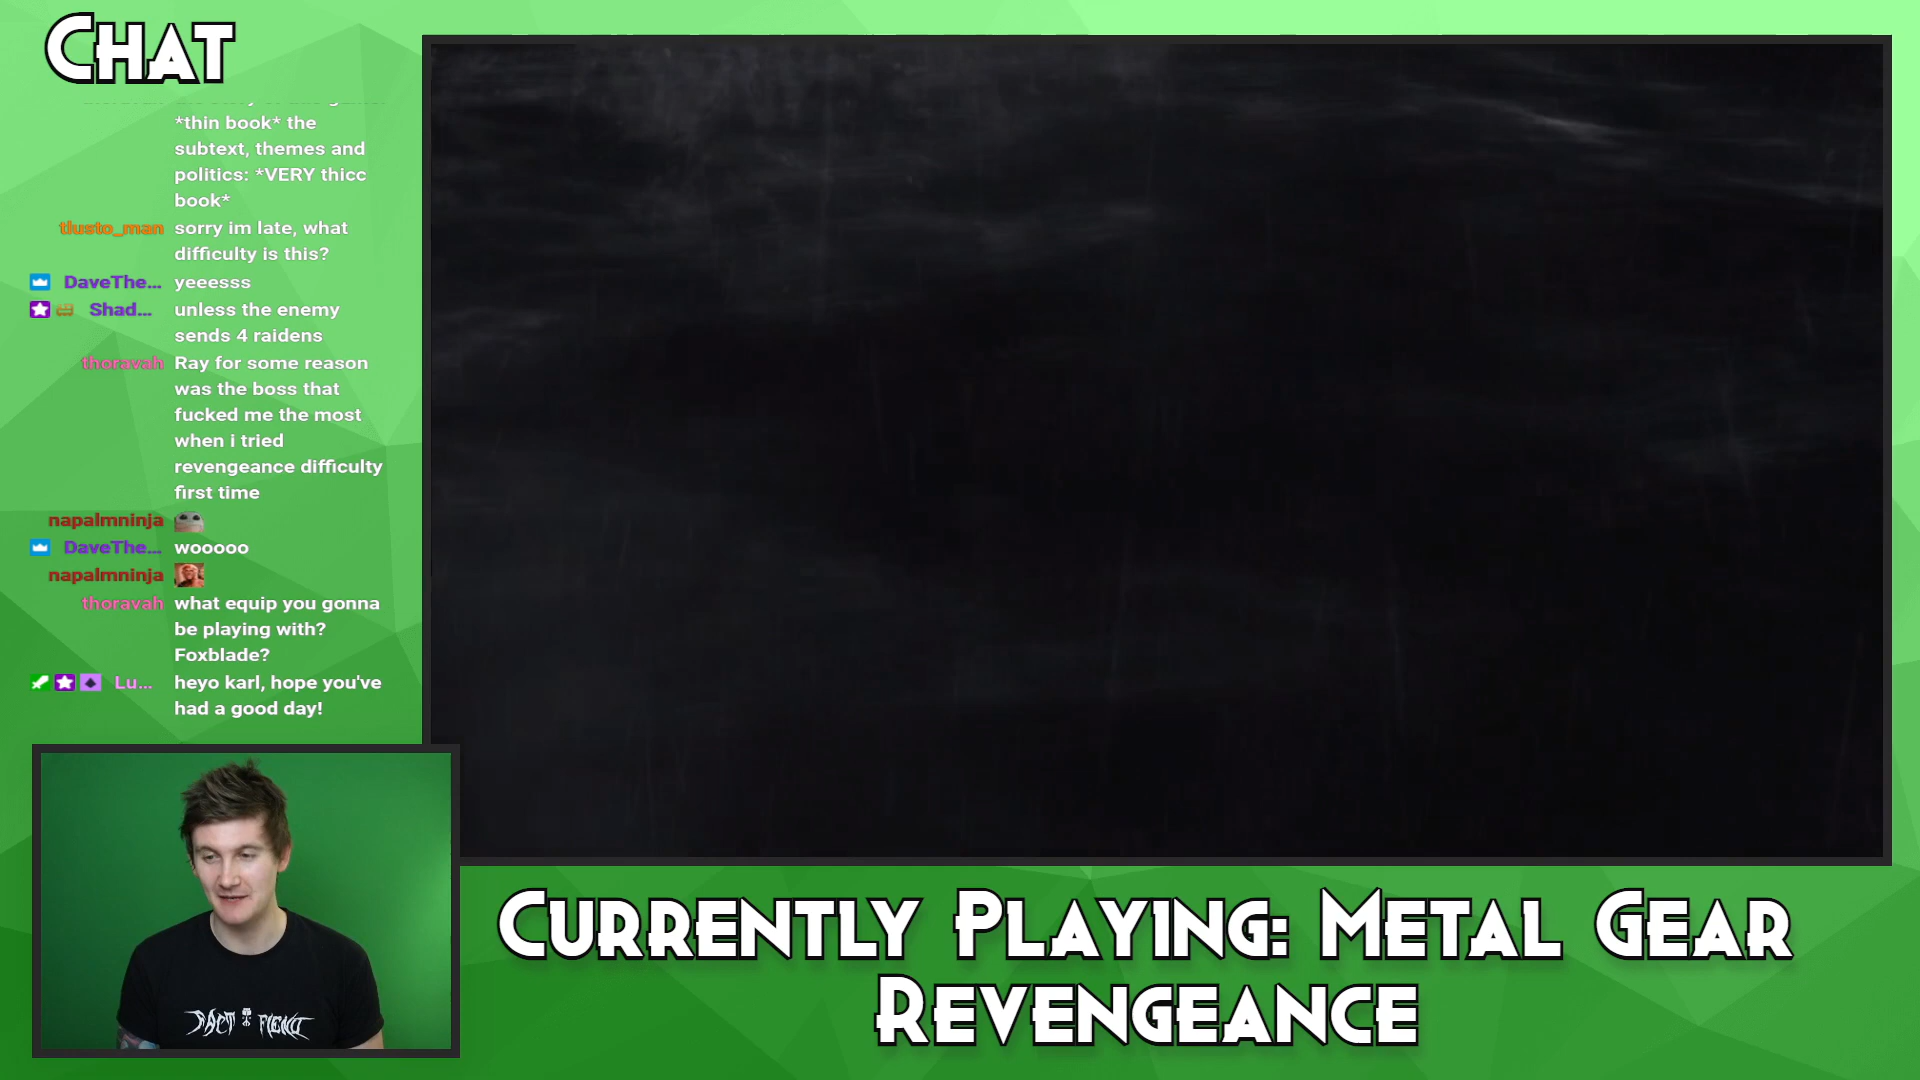 Chat
*thin book* the
subtext, themes and
politics: *VERY thicc
book*
tlusto_man sorry im late, what
difficulty is this?
DaveThe... yeeesss
Shad... unless the enemy
sends 4 raidens
thoravah Ray for some reason
was the boss that
fucked me the most
when i tried
revengeance difficulty
first time
napalmninja
DaveThe... wooooo
napalmninja
thoravah what equip you gonna
be playing with?
Foxblade?
Lu... heyo karl, hope you've
had a good day!
FACT FIEND
Currently Playing: Metal Gear
Revengeance